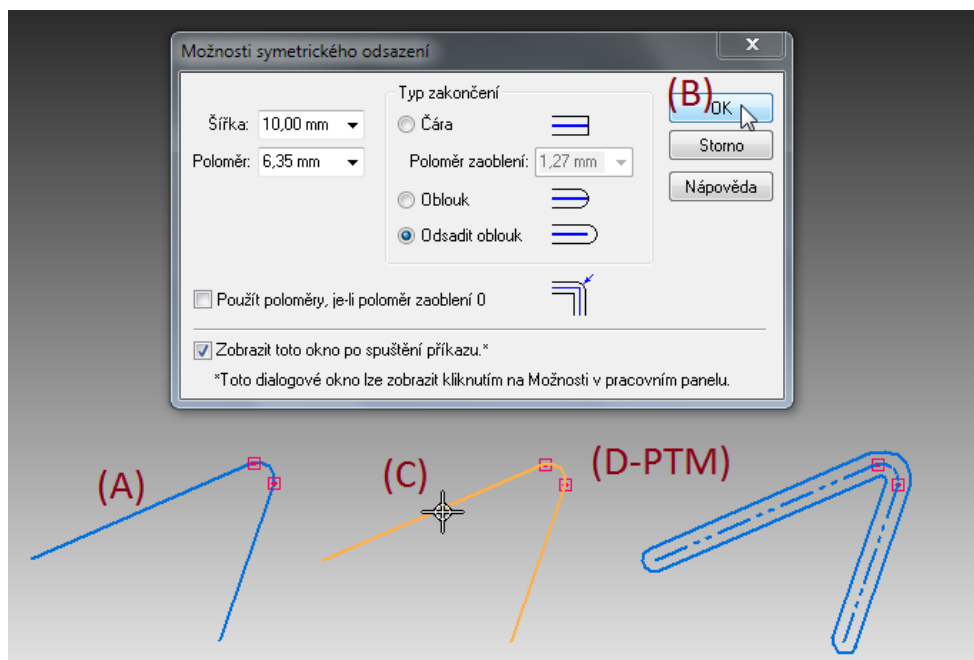 Možnosti symetrického odsazení
Typ zakončení
(B)
OK
Šířka: 10,00 mm
Čára
Storno
Poloměr: 6,35 mm
Poloměr zaoblení: 1,27 mm
Nápověda
Oblouk
Odsadit oblouk
Použít poloměry, je-li poloměr zaoblení 0
Zobrazit toto okno po spuštění příkazu.*
*Toto dialogové okno lze zobrazit kliknutím na Možnosti v pracovním panelu.
(A)
(C)
(D-PTM)